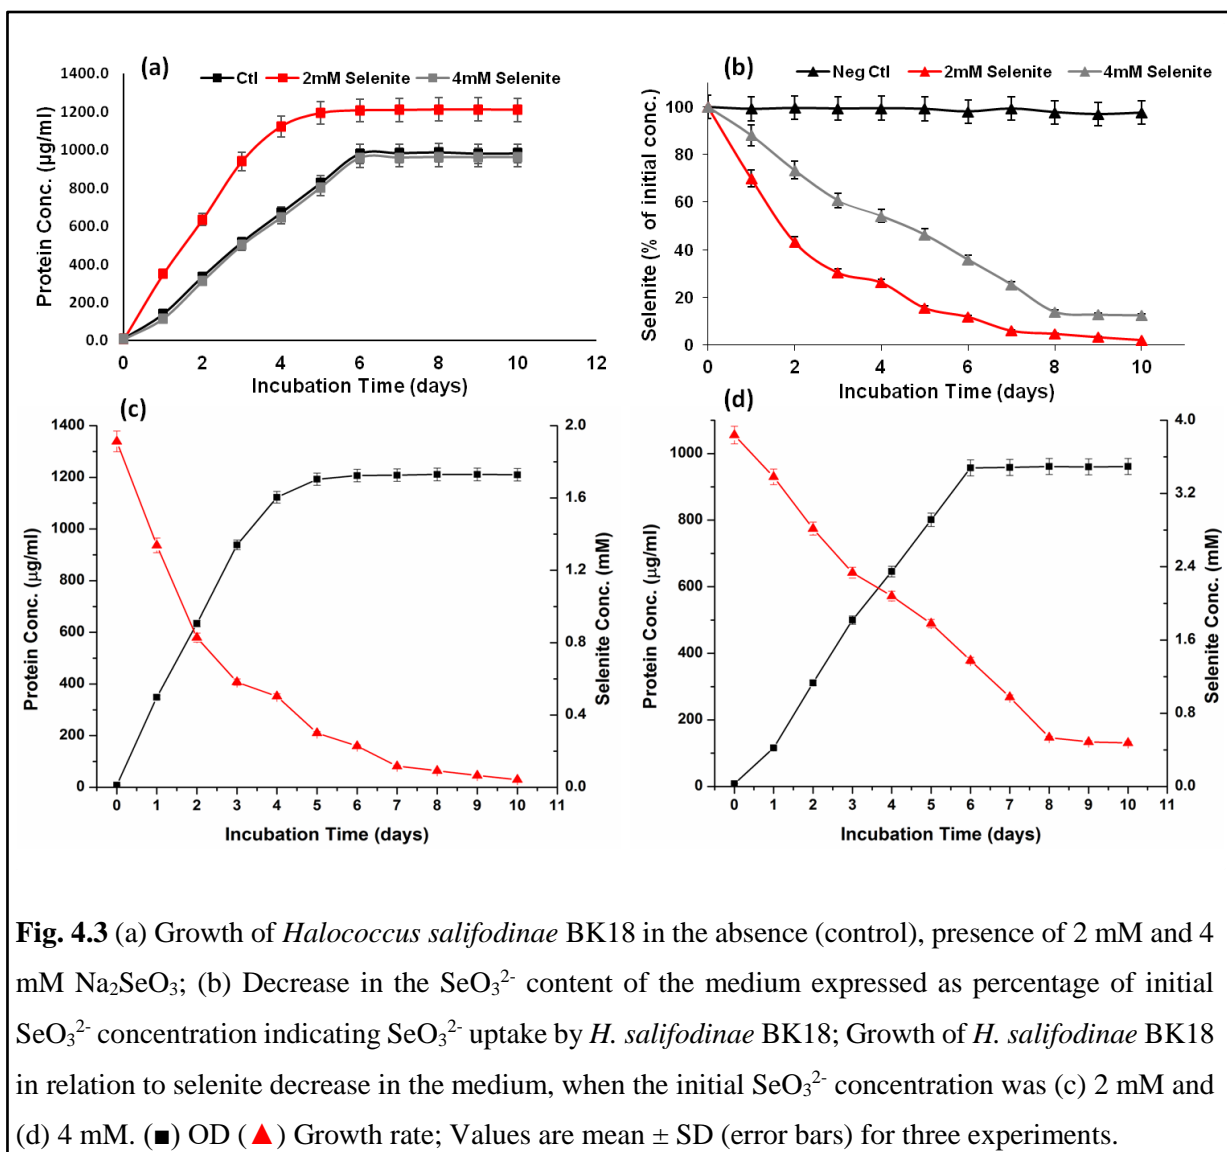 (a)
Ctl 2mM Selenite 4mM Selenite
1400.0
1200.0
1000.0
800.0
600.0
400.0
200.0
0.0
Protein Conc. (µg/ml)
0 2 4 6 8 10 12
Incubation Time (days)
(b)
Neg Ctl 2mM Selenite 4mM Selenite
100
80
60
40
20
0
Selenite (% of initial conc.)
0 2 4 6 8 10
Incubation Time (days)
(c)
1400
1200
1000
800
600
400
200
0
Protein Conc. (µg/ml)
2.0
1.6
1.2
0.8
0.4
0.0
Selenite Conc. (mM)
0 1 2 3 4 5 6 7 8 9 10 11
Incubation Time (days)
(d)
1000
800
600
400
200
0
Protein Conc. (µg/ml)
4.0
3.2
2.4
1.6
0.8
0.0
Selenite Conc. (mM)
0 1 2 3 4 5 6 7 8 9 10 11
Incubation Time (days)
Fig. 4.3 (a) Growth of Halococcus salifodinae BK18 in the absence (control), presence of 2 mM and 4
mM Na₂SeO₃; (b) Decrease in the SeO₃²⁻ content of the medium expressed as percentage of initial
SeO₃²⁻ concentration indicating SeO₃²⁻ uptake by H. salifodinae BK18; Growth of H. salifodinae BK18
in relation to selenite decrease in the medium, when the initial SeO₃²⁻ concentration was (c) 2 mM and
(d) 4 mM. (■) OD (▲) Growth rate; Values are mean ± SD (error bars) for three experiments.